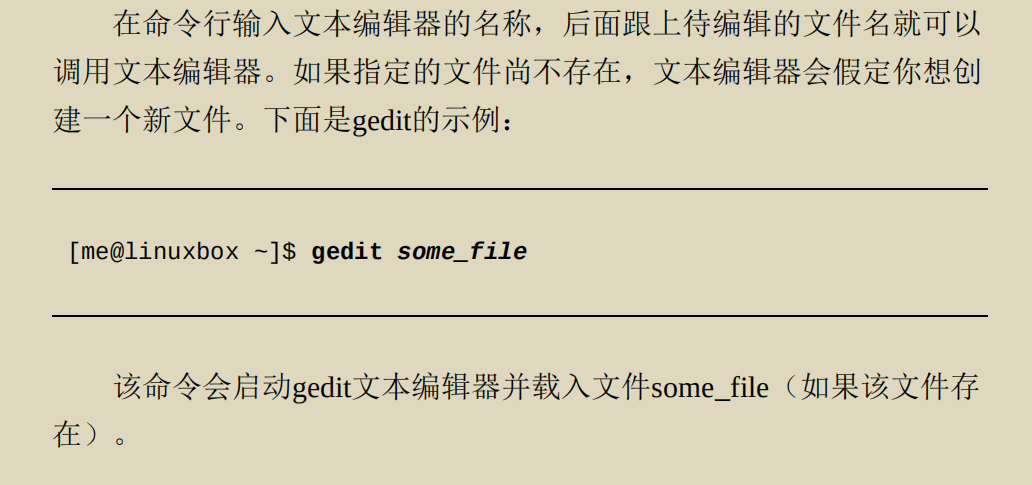 在命令行输入文本编辑器的名称，后面跟上待编辑的文件名就可以
调用文本编辑器。如果指定的文件尚不存在，文本编辑器会假定你想创
建一个新文件。下面是gedit的示例：
[me@linuxbox ~]$ gedit some_file
该命令会启动gedit文本编辑器并载入文件some_file（如果该文件存
在）。